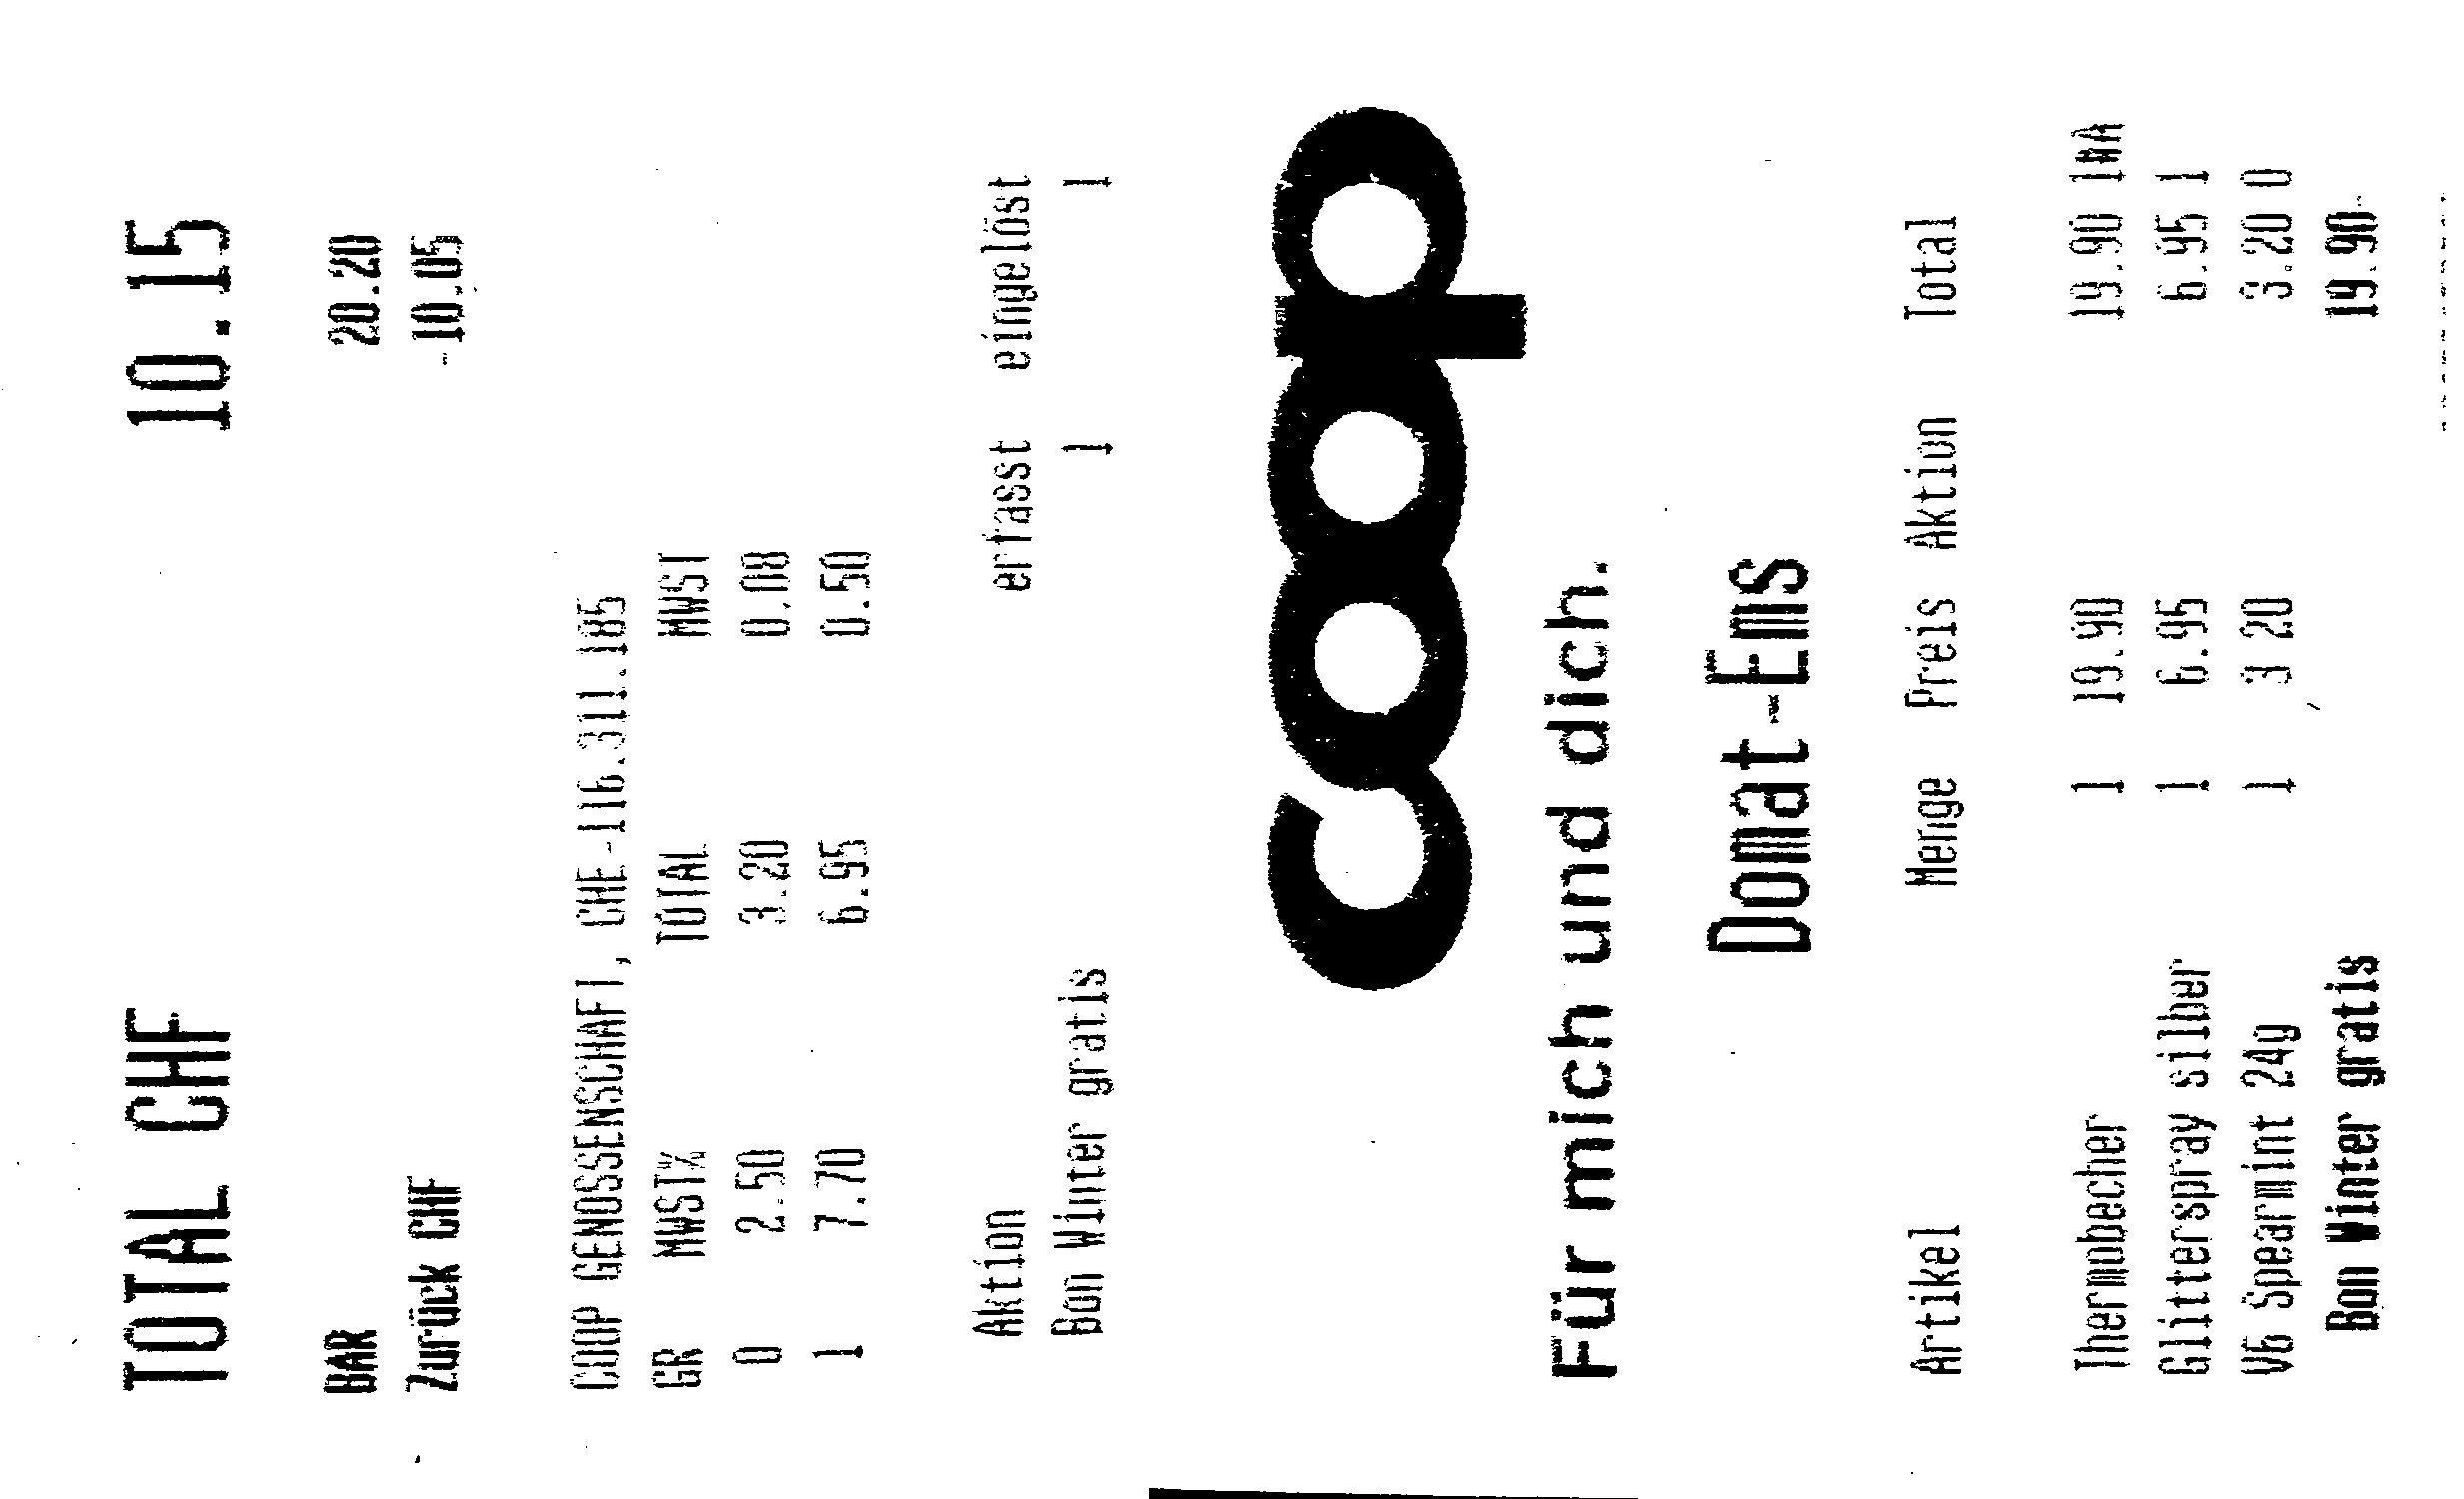 TOTAL CHF 10.15
BAR 20.20
Zurück CHF -10.05
COOP GENOSSENSCHAFT, CHE-116.311.185
GR MWST% TOTAL MWST
0 2.50 3.20 0.08
1 7.70 6.95 0.50
Aktion erfasst eingelöst
Bon Winter gratis 1 1
coop
Für mich und dich.
Donat-Ems
Artikel Menge Preis Aktion Total
Thermobecher 1 19.90 19.90
Glitterspray silber 1 6.95 6.95 1
V6 Spearmint 24g 1 3.20 3.20 0
Bon Winter gratis 19.90-